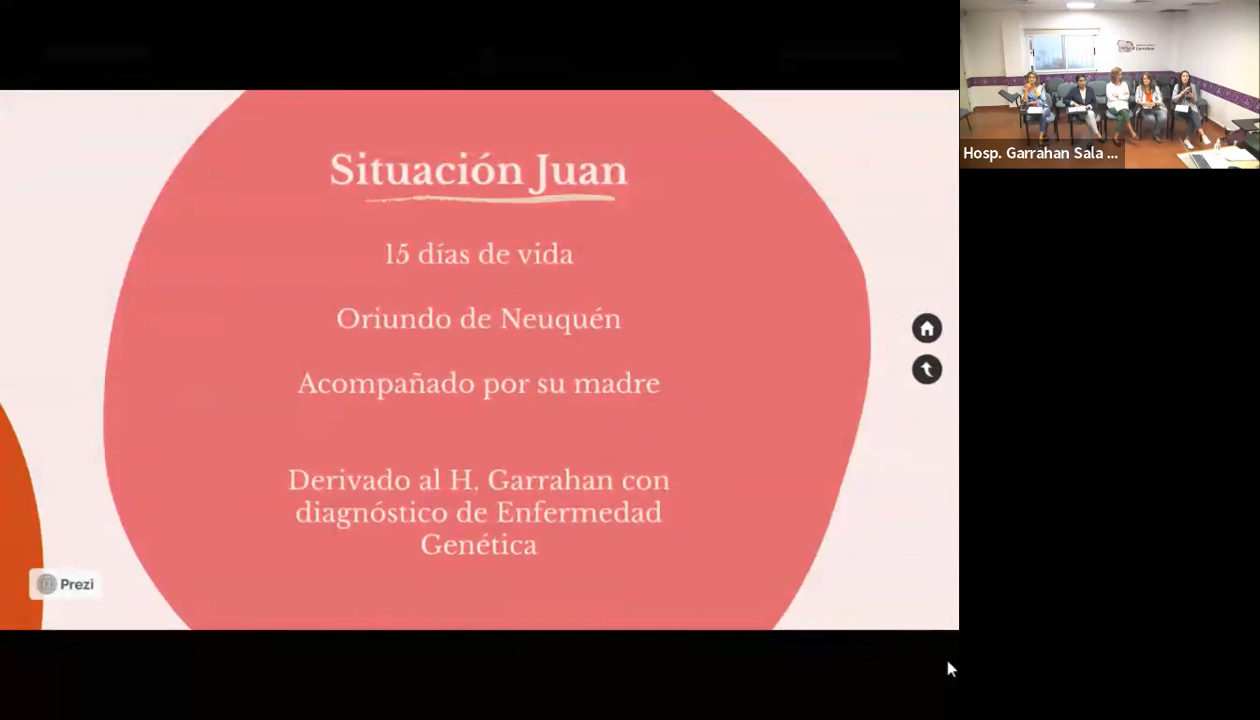 Situación Juan
15 días de vida
Oriundo de Neuquén
Acompañado por su madre
Derivado al H. Garrahan con
diagnóstico de Enfermedad
Genética
Prezi
Hosp. Garrahan Sala ...
Garrahan